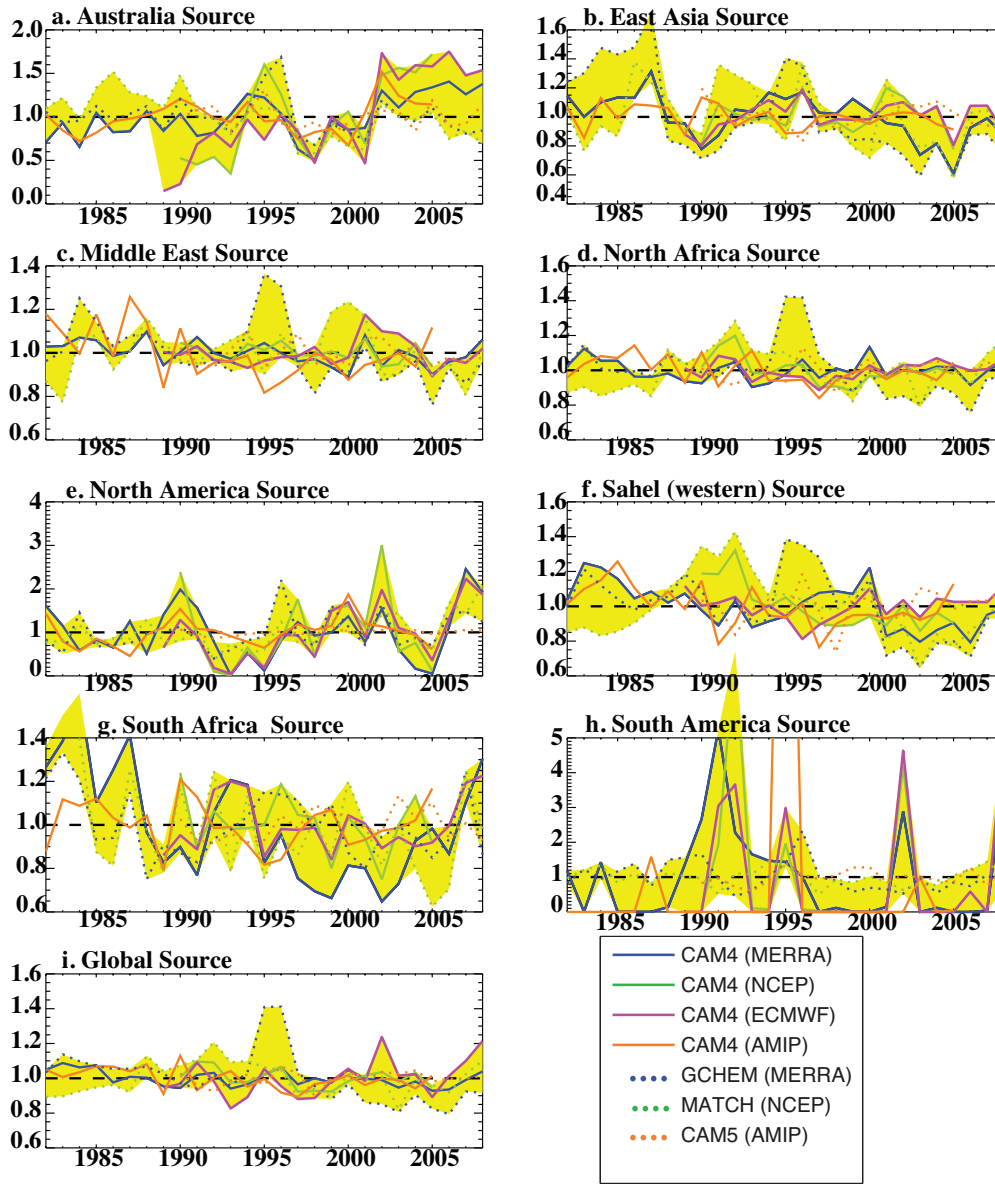 a. Australia Source
2.0
1.5
1.0
0.5
0.0
1985 1990 1995 2000 2005
b. East Asia Source
1.6
1.4
1.2
1.0
0.8
0.6
0.4
1985 1990 1995 2000 2005
c. Middle East Source
1.4
1.2
1.0
0.8
0.6
1985 1990 1995 2000 2005
d. North Africa Source
1.6
1.4
1.2
1.0
0.8
0.6
1985 1990 1995 2000 2005
e. North America Source
4
3
2
1
0
1985 1990 1995 2000 2005
f. Sahel (western) Source
1.6
1.4
1.2
1.0
0.8
0.6
1985 1990 1995 2000 2005
g. South Africa Source
1.4
1.2
1.0
0.8
0.6
1985 1990 1995 2000 2005
h. South America Source
5
4
3
2
1
0
1985 1990 1995 2000 2005
i. Global Source
1.6
1.4
1.2
1.0
0.8
0.6
1985 1990 1995 2000 2005
CAM4 (MERRA)
CAM4 (NCEP)
CAM4 (ECMWF)
CAM4 (AMIP)
GCHEM (MERRA)
MATCH (NCEP)
CAM5 (AMIP)